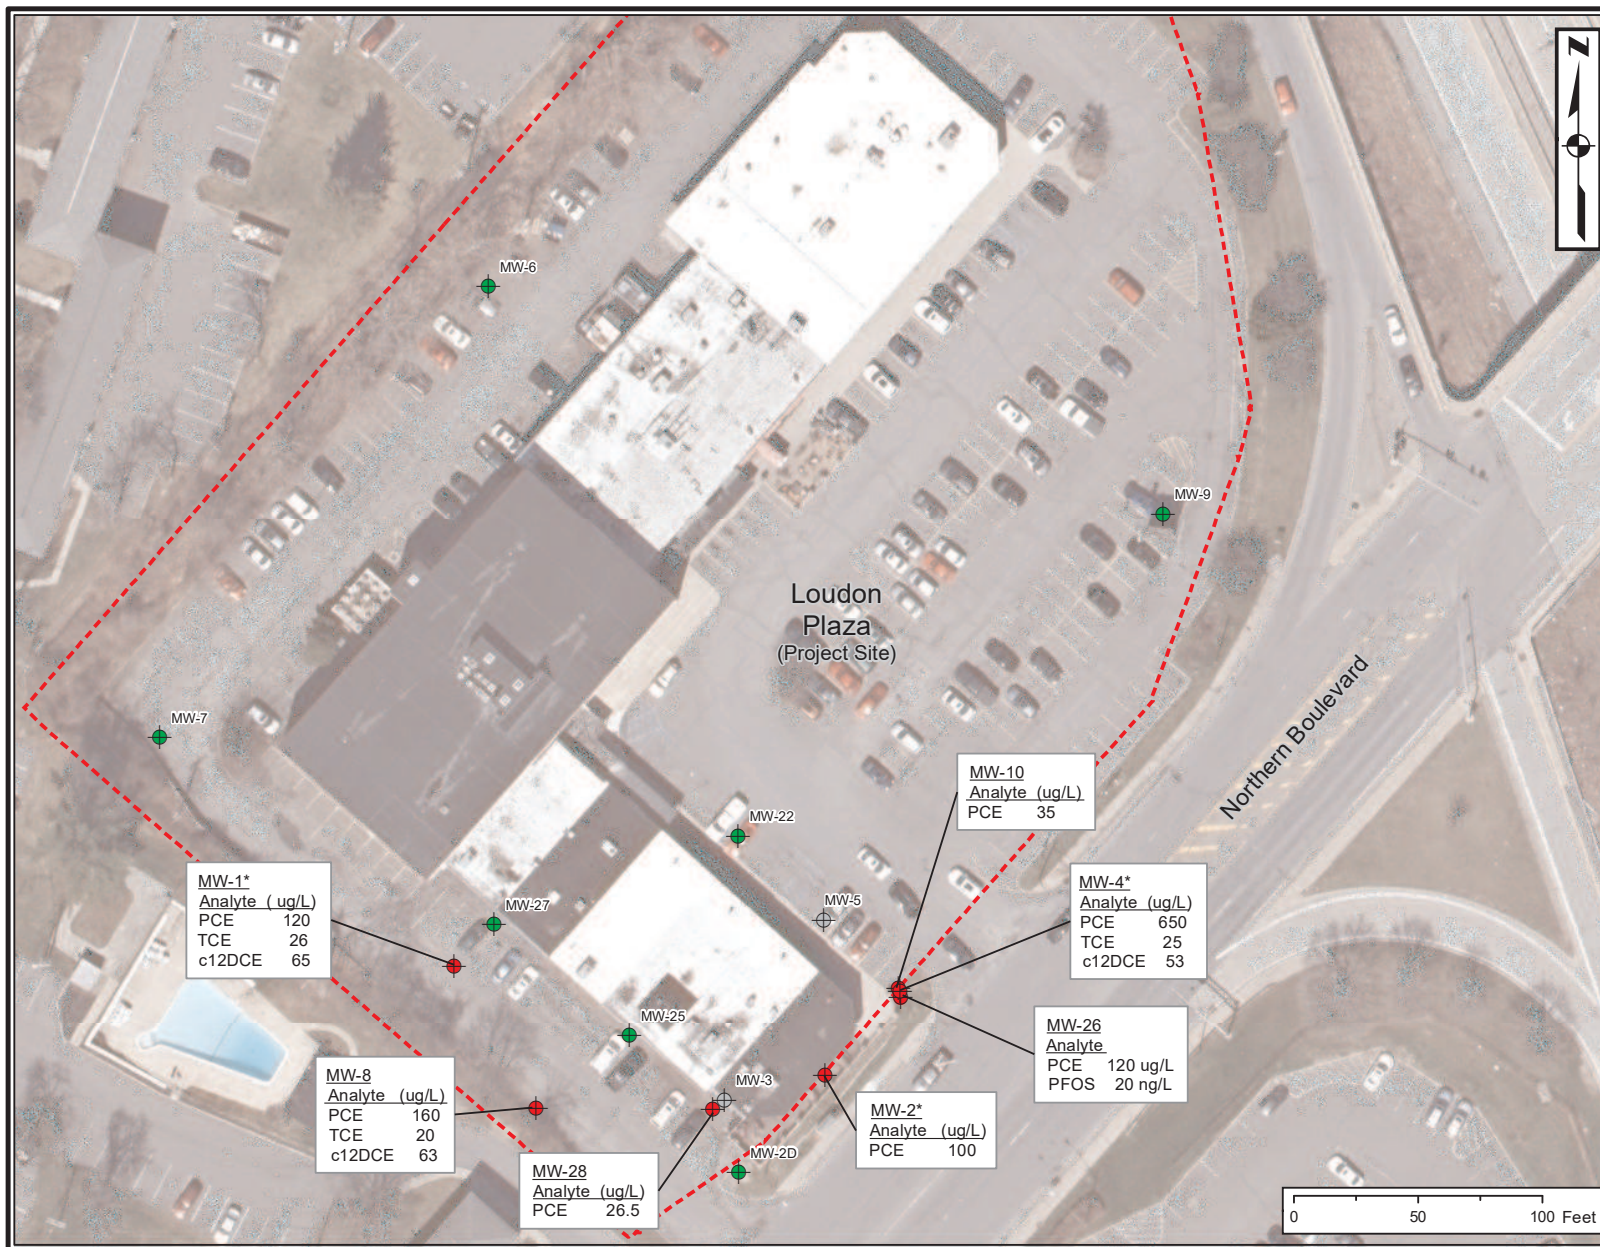 N
MW-6
MW-9
Loudon
Plaza
(Project Site)
Northern Boulevard
MW-7
MW-22
MW-10
Analyte (ug/L)
PCE 35
MW-5
MW-4*
Analyte (ug/L)
PCE 650
TCE 25
c12DCE 53
MW-1*
Analyte ( ug/L)
PCE 120
TCE 26
c12DCE 65
MW-27
MW-25
MW-26
Analyte
PCE 120 ug/L
PFOS 20 ng/L
MW-8
Analyte (ug/L)
PCE 160
TCE 20
c12DCE 63
MW-3
MW-2*
Analyte (ug/L)
PCE 100
MW-28
Analyte (ug/L)
PCE 26.5
MW-2D
0 50 100 Feet